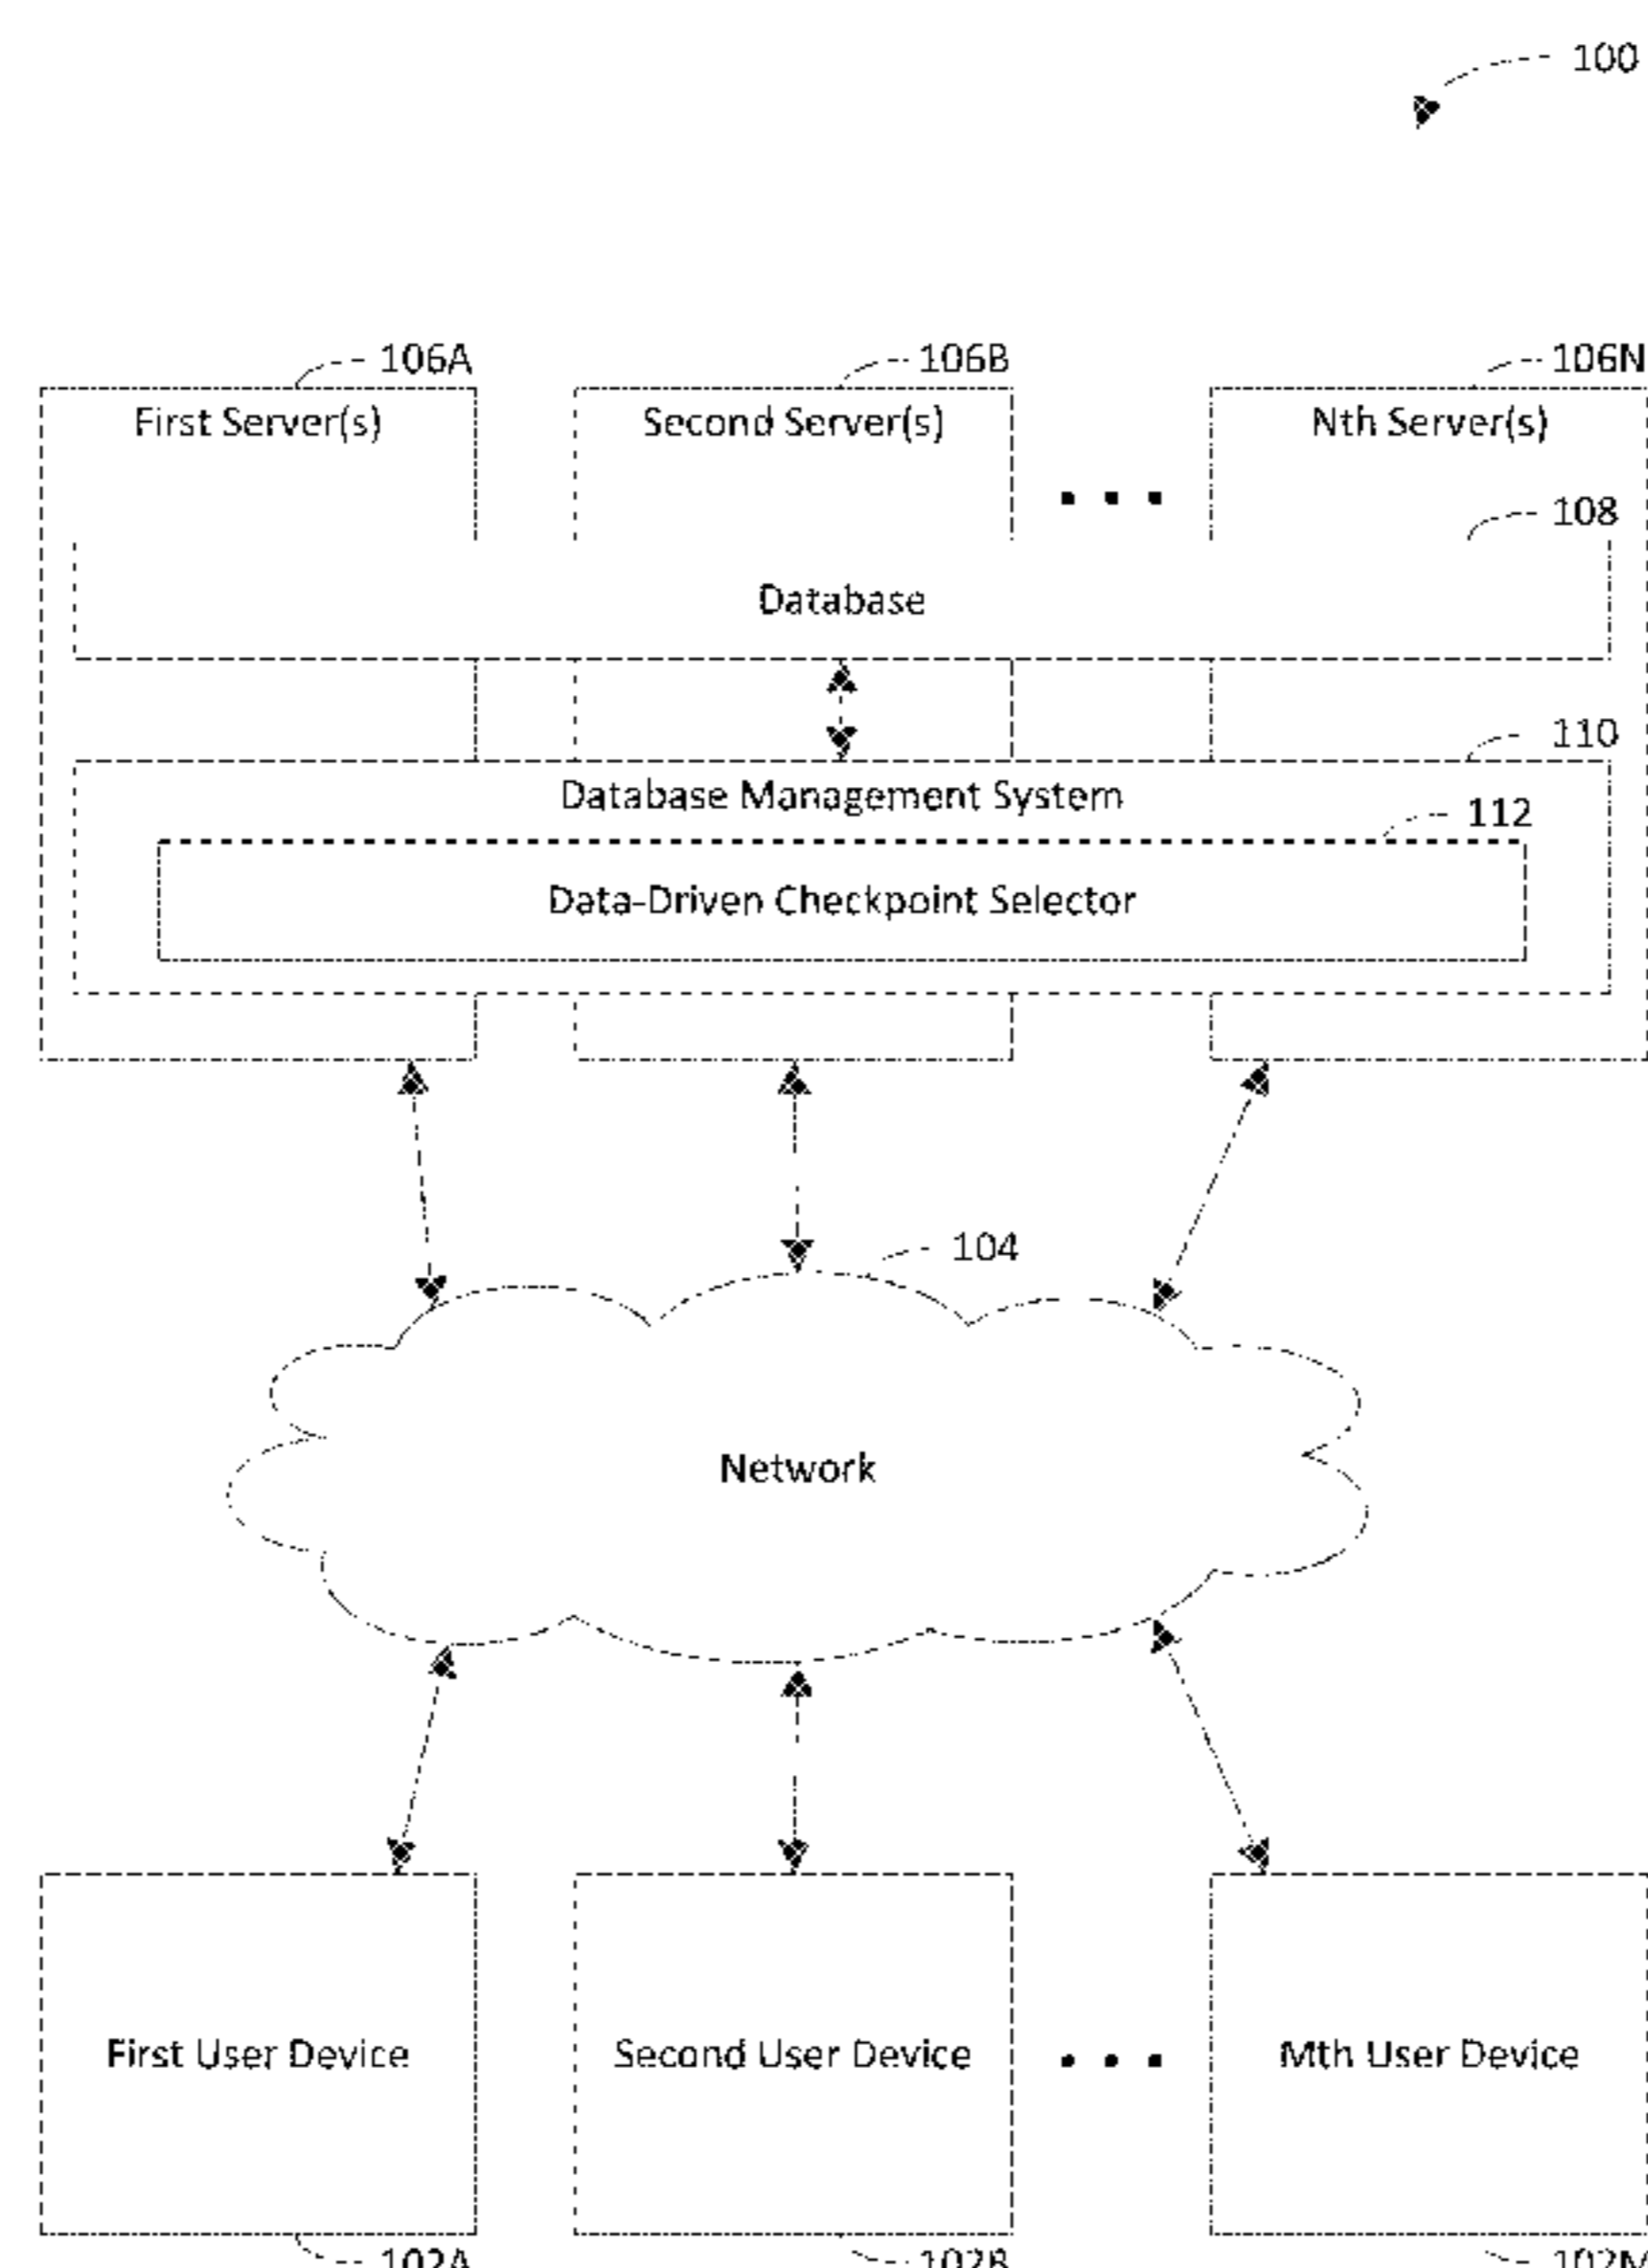 100
106A 106B 106N
First Server(s) Second Server(s) Nth Server(s)
108
Database
110
Database Management System
112
Data-Driven Checkpoint Selector
104
Network
First User Device Second User Device Mth User Device
102A 102B 102M